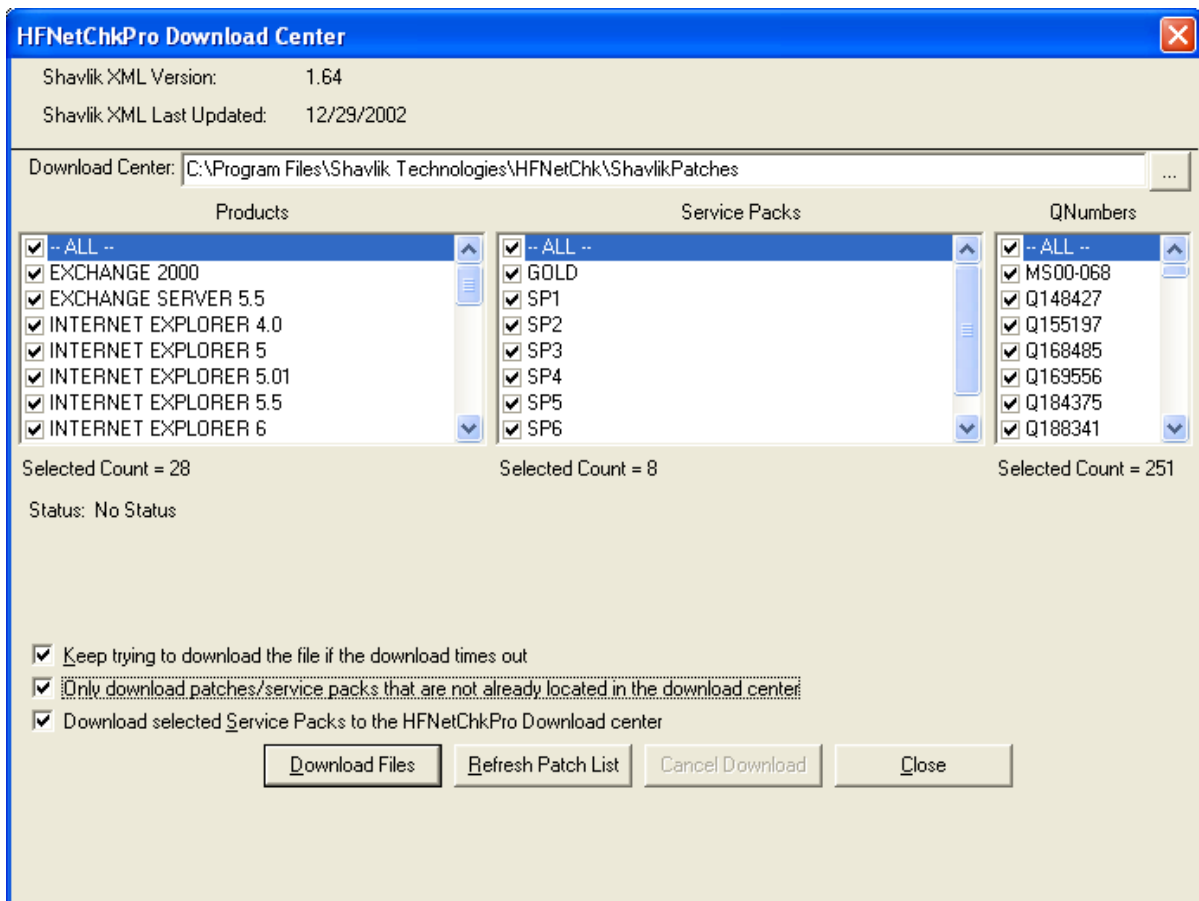 HFNetChkPro Download Center
Shavlik XML Version: 1.64
Shavlik XML Last Updated: 12/29/2002
Download Center: C:\Program Files\Shavlik Technologies\HFNetChk\ShavlikPatches ...
Products Service Packs QNumbers
-- ALL -- -- ALL -- -- ALL --
EXCHANGE 2000 GOLD MS00-068
EXCHANGE SERVER 5.5 SP1 Q148427
INTERNET EXPLORER 4.0 SP2 Q155197
INTERNET EXPLORER 5 SP3 Q168485
INTERNET EXPLORER 5.01 SP4 Q169556
INTERNET EXPLORER 5.5 SP5 Q184375
INTERNET EXPLORER 6 SP6 Q188341
Selected Count = 28 Selected Count = 8 Selected Count = 251
Status: No Status
Keep trying to download the file if the download times out
Only download patches/service packs that are not already located in the download center
Download selected Service Packs to the HFNetChkPro Download center
Download Files Refresh Patch List Cancel Download Close